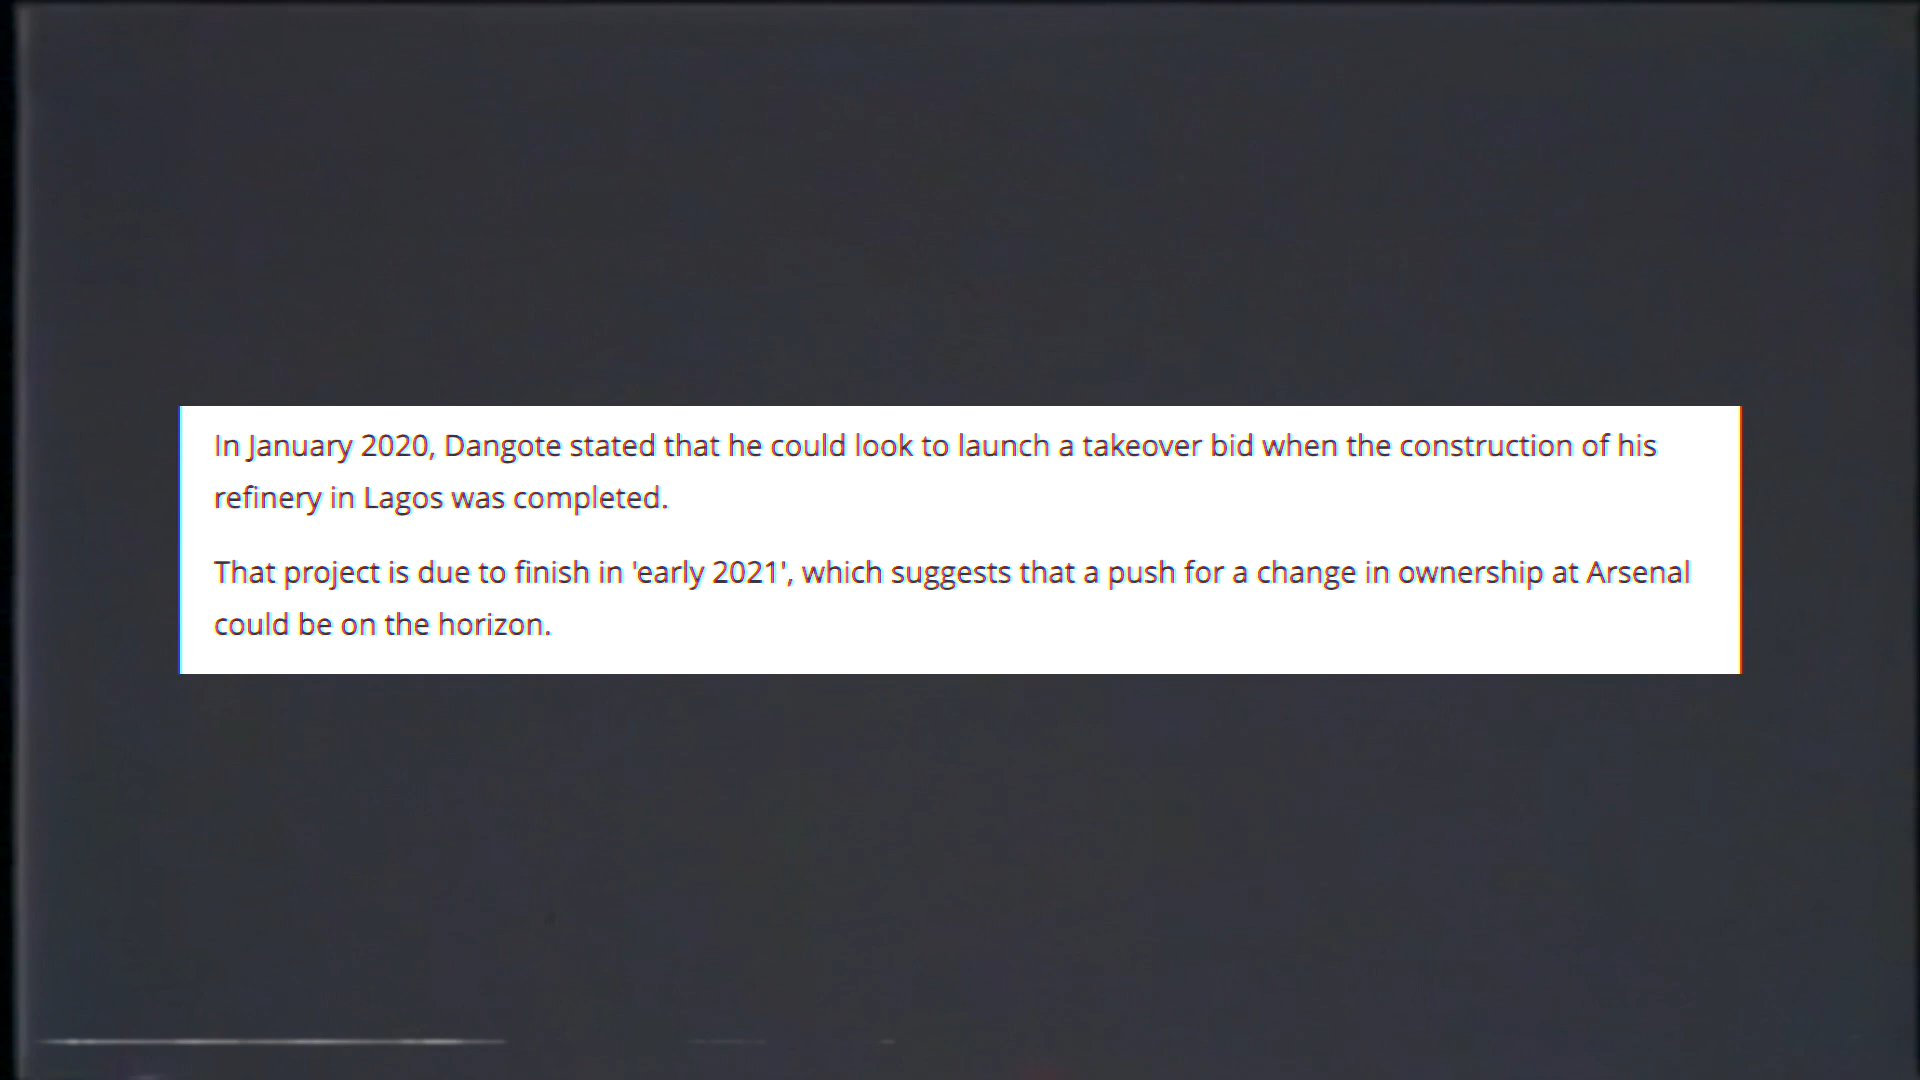 In January 2020, Dangote stated that he could look to launch a takeover bid when the construction of his
refinery in Lagos was completed.
That project is due to finish in 'early 2021', which suggests that a push for a change in ownership at Arsenal
could be on the horizon.